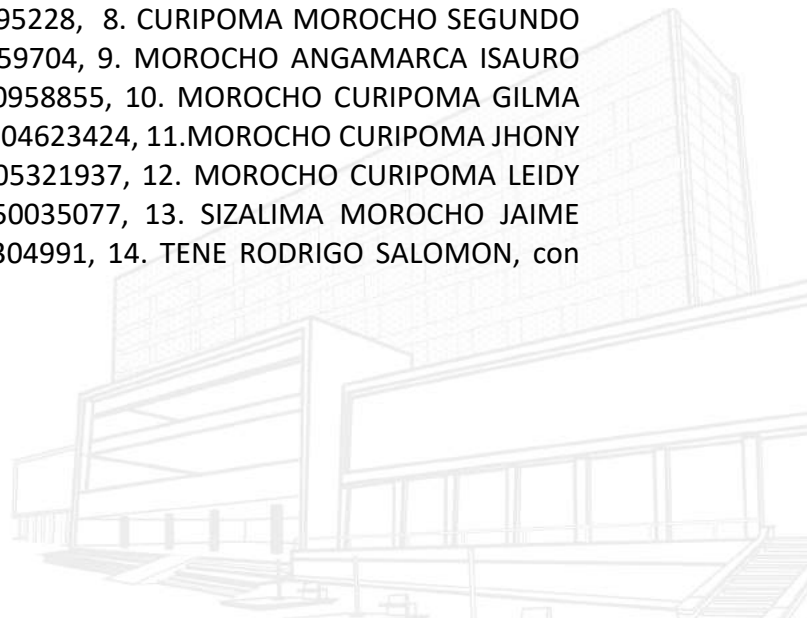 95228, 8. CURIPOMA MOROCHO SEGUNDO
59704, 9. MOROCHO ANGAMARCA ISAURO
0958855, 10. MOROCHO CURIPOMA GILMA
04623424, 11.MOROCHO CURIPOMA JHONY
05321937, 12. MOROCHO CURIPOMA LEIDY
50035077, 13. SIZALIMA MOROCHO JAIME
304991, 14. TENE RODRIGO SALOMON, con